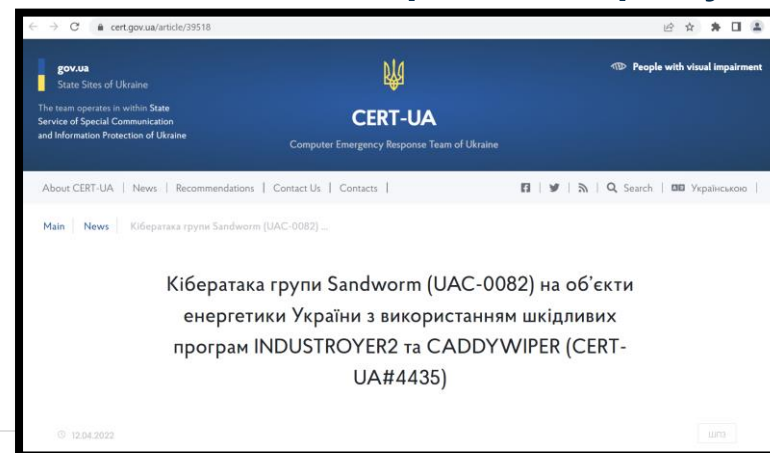 cert.gov.ua/article/39518
gov.ua
State Sites of Ukraine
The team operates in within State
Service of Special Communication
and Information Protection of Ukraine
People with visual impairment
CERT-UA
Computer Emergency Response Team of Ukraine
About CERT-UA | News | Recommendations | Contact Us | Contacts |
Search | Українською |
Main News Кібератака групи Sandworm (UAC-0082) ...
Кібератака групи Sandworm (UAC-0082) на об’єкти
енергетики України з використанням шкідливих
програм INDUSTROYER2 та CADDYWIPER (CERT-
UA#4435)
12.04.2022